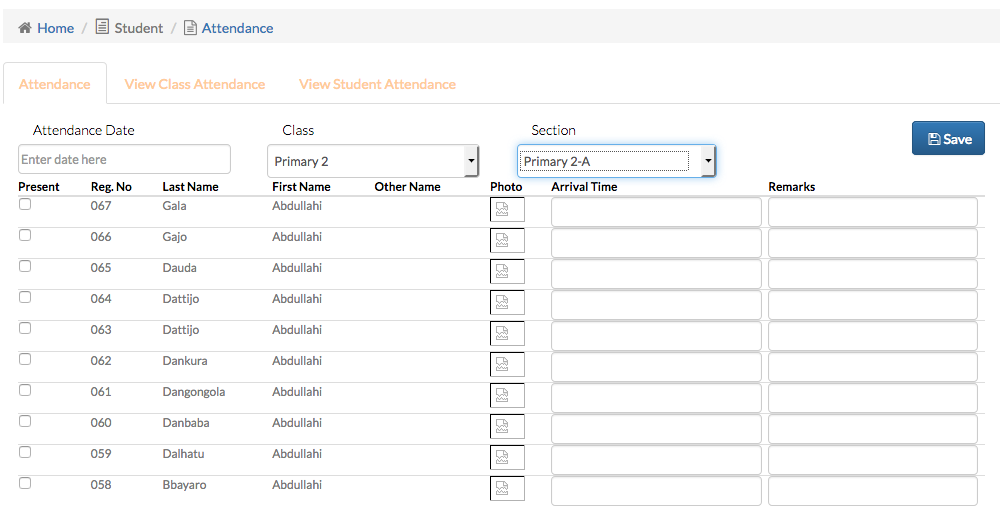 Home / Student / Attendance
Attendance View Class Attendance View Student Attendance
Attendance Date Class Section
Save
Enter date here Primary 2 Primary 2-A
Present Reg. No Last Name First Name Other Name Photo Arrival Time Remarks
067 Gala Abdullahi
066 Gajo Abdullahi
065 Dauda Abdullahi
064 Dattijo Abdullahi
063 Dattijo Abdullahi
062 Dankura Abdullahi
061 Dangongola Abdullahi
060 Danbaba Abdullahi
059 Dalhatu Abdullahi
058 Bbayaro Abdullahi